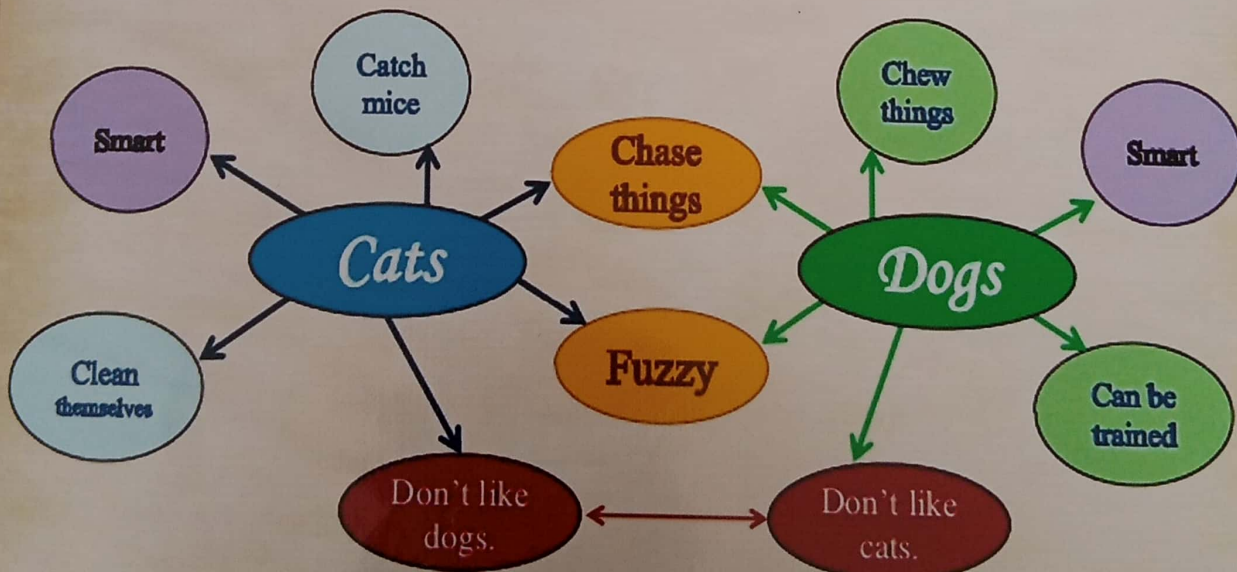 Catch
mice
Chew
things
Smart
Chase
things
Smart
Cats
Dogs
Clean
themselves
Fuzzy
Can be
trained
Don't like
dogs.
Don't like
cats.